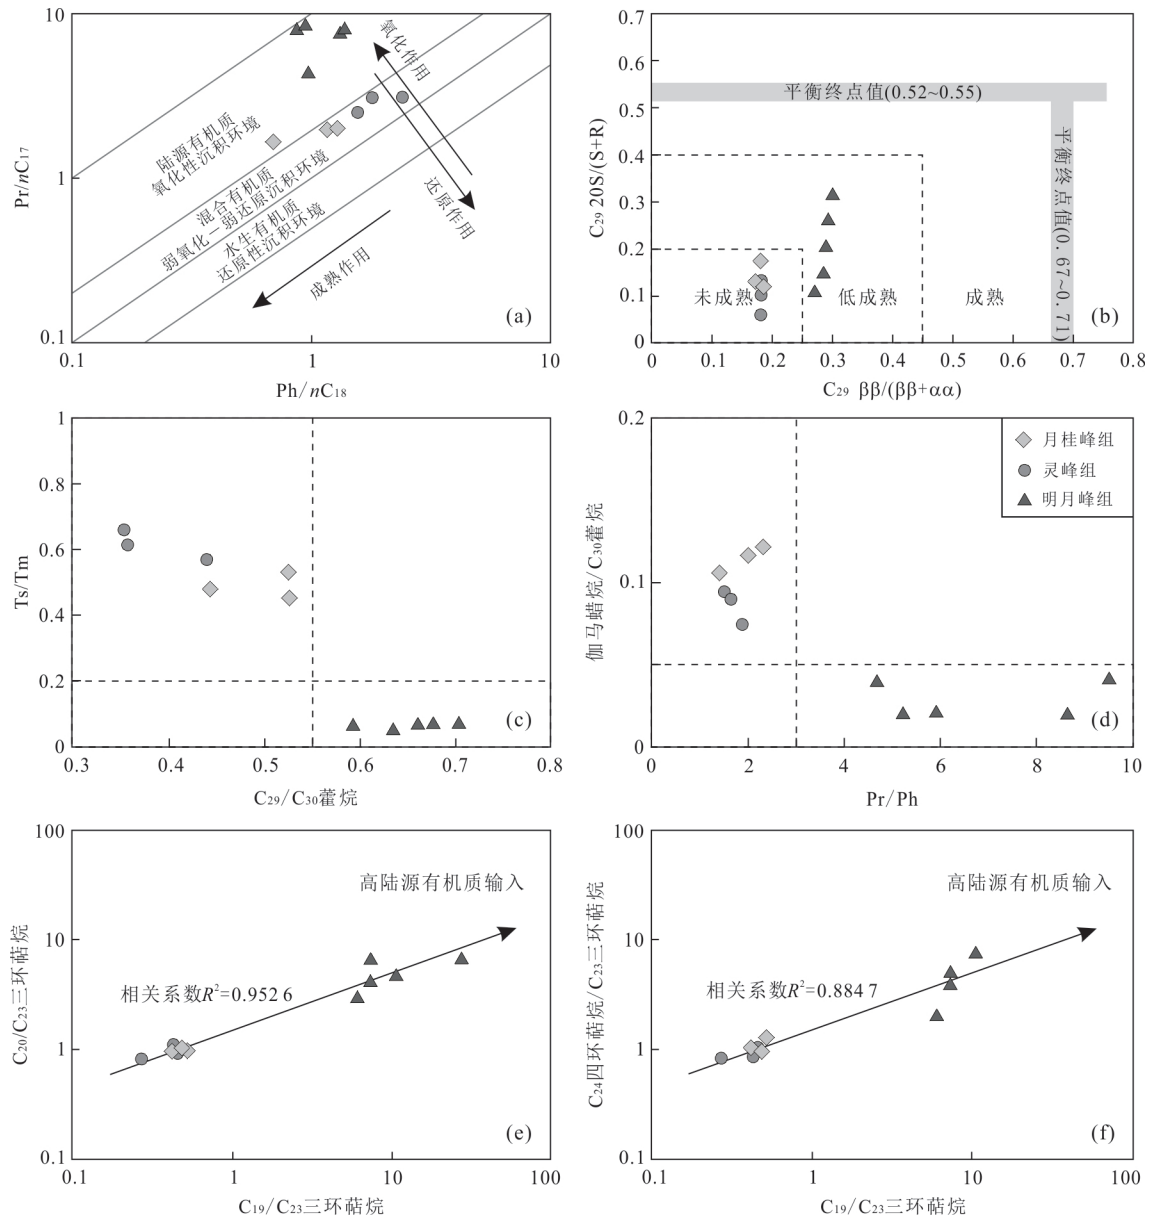 10
1
0.1
0.1
1
10
Pr/nC17
Ph/nC18
氧化作用
还原作用
成熟作用
陆源有机质
氧化性沉积环境
混合有机质
弱氧化－弱还原沉积环境
水生有机质
还原性沉积环境
(a)
0.7
0.6
0.5
0.4
0.3
0.2
0.1
0
0
0.1
0.2
0.3
0.4
0.5
0.6
0.7
0.8
C29 20S/(S+R)
C29 ββ/(ββ+αα)
平衡终点值(0.52~0.55)
平衡终点值(0.67~0.71)
未成熟
低成熟
成熟
(b)
1
0.8
0.6
0.4
0.2
0
0.3
0.4
0.5
0.6
0.7
0.8
Ts/Tm
C29/C30藿烷
(c)
0.2
0.1
0
0
2
4
6
8
10
伽马蜡烷/C30藿烷
Pr/Ph
月桂峰组
灵峰组
明月峰组
(d)
100
10
1
0.1
0.1
1
10
100
C20/C23三环萜烷
C19/C23三环萜烷
高陆源有机质输入
相关系数R²=0.952 6
(e)
100
10
1
0.1
0.1
1
10
100
C24四环萜烷/C23三环萜烷
C19/C23三环萜烷
高陆源有机质输入
相关系数R²=0.884 7
(f)